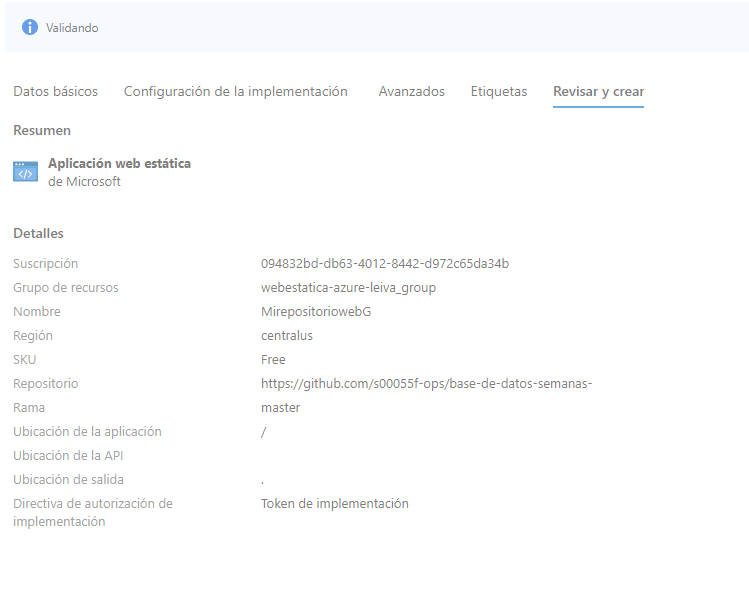 Validando
Datos básicos Configuración de la implementación Avanzados Etiquetas Revisar y crear
Resumen
Aplicación web estática
de Microsoft
Detalles
Suscripción 094832bd-db63-4012-8442-d972c65da34b
Grupo de recursos webestatica-azure-leiva_group
Nombre MirepositoriowebG
Región centralus
SKU Free
Repositorio https://github.com/s00055f-ops/base-de-datos-semanas-
Rama master
Ubicación de la aplicación /
Ubicación de la API
Ubicación de salida .
Directiva de autorización de Token de implementación
implementación